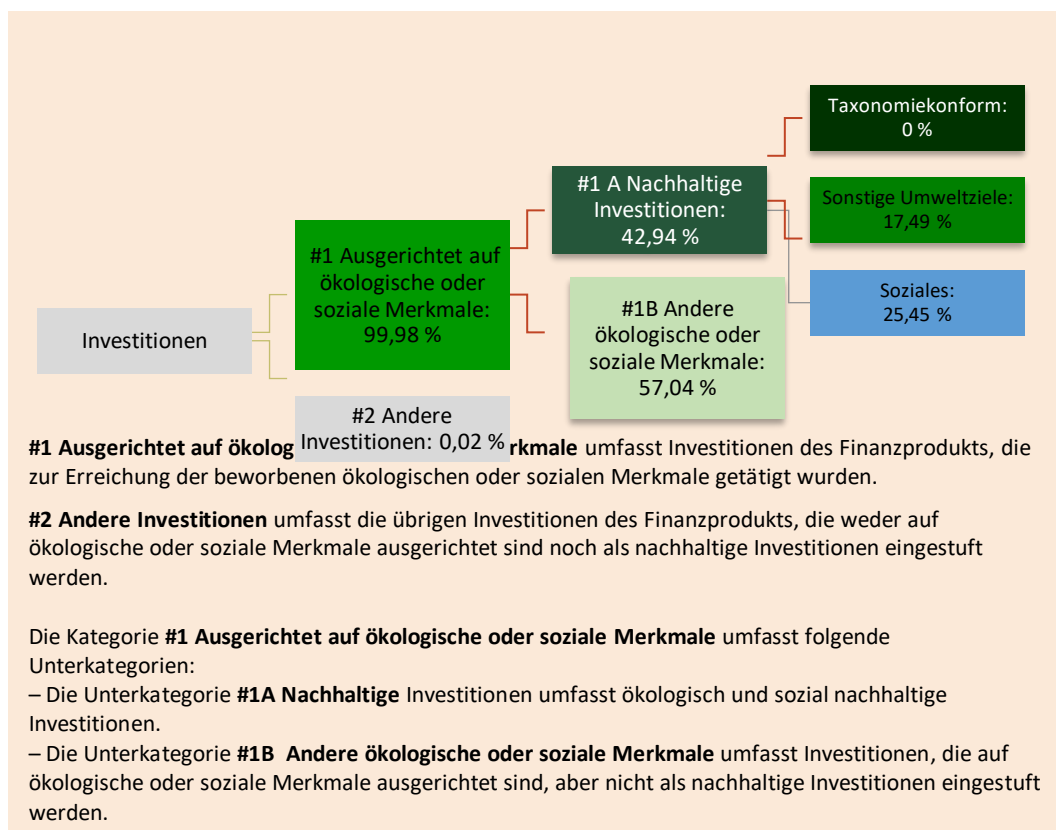 Taxonomiekonform:
0 %
#1 A Nachhaltige
Investitionen:
42,94 %
Sonstige Umweltziele:
17,49 %
#1 Ausgerichtet auf
ökologische oder
soziale Merkmale:
99,98 %
Soziales:
25,45 %
#1B Andere
ökologische oder
soziale Merkmale:
57,04 %
Investitionen
#2 Andere
Investitionen: 0,02 %
#1 Ausgerichtet auf ökolog rkmale umfasst Investitionen des Finanzprodukts, die
zur Erreichung der beworbenen ökologischen oder sozialen Merkmale getätigt wurden.
#2 Andere Investitionen umfasst die übrigen Investitionen des Finanzprodukts, die weder auf
ökologische oder soziale Merkmale ausgerichtet sind noch als nachhaltige Investitionen eingestuft
werden.
Die Kategorie #1 Ausgerichtet auf ökologische oder soziale Merkmale umfasst folgende
Unterkategorien:
– Die Unterkategorie #1A Nachhaltige Investitionen umfasst ökologisch und sozial nachhaltige
Investitionen.
– Die Unterkategorie #1B Andere ökologische oder soziale Merkmale umfasst Investitionen, die auf
ökologische oder soziale Merkmale ausgerichtet sind, aber nicht als nachhaltige Investitionen eingestuft
werden.